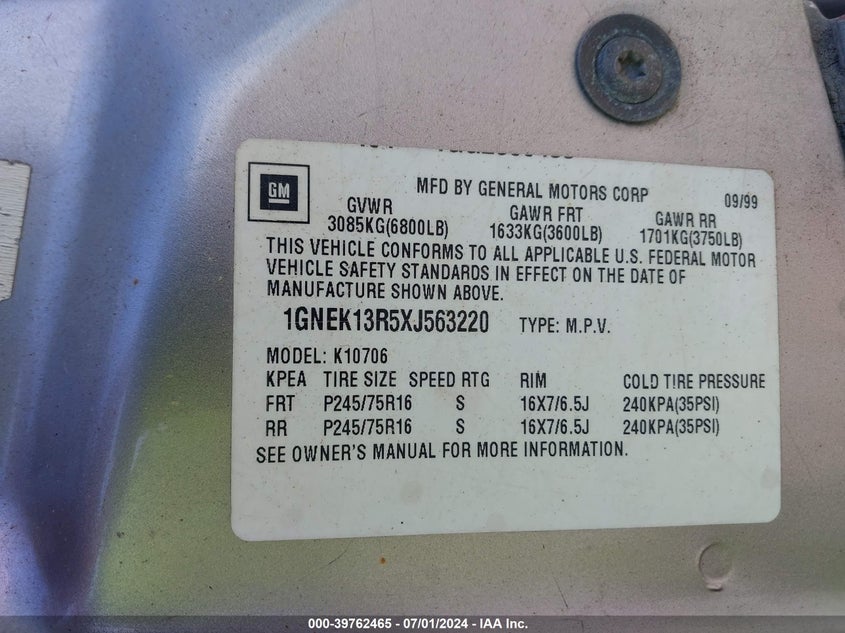 GM
MFD BY GENERAL MOTORS CORP 09/99
GVWR GAWR FRT GAWR RR
3085KG(6800LB) 1633KG(3600LB) 1701KG(3750LB)
THIS VEHICLE CONFORMS TO ALL APPLICABLE U.S. FEDERAL MOTOR
VEHICLE SAFETY STANDARDS IN EFFECT ON THE DATE OF
MANUFACTURE SHOWN ABOVE.
1GNEK13R5XJ563220 TYPE: M.P.V.
MODEL: K10706
KPEA TIRE SIZE SPEED RTG RIM COLD TIRE PRESSURE
FRT P245/75R16 S 16X7/6.5J 240KPA(35PSI)
RR P245/75R16 S 16X7/6.5J 240KPA(35PSI)
SEE OWNER'S MANUAL FOR MORE INFORMATION.
000-39762465 - 07/01/2024 - IAA Inc.